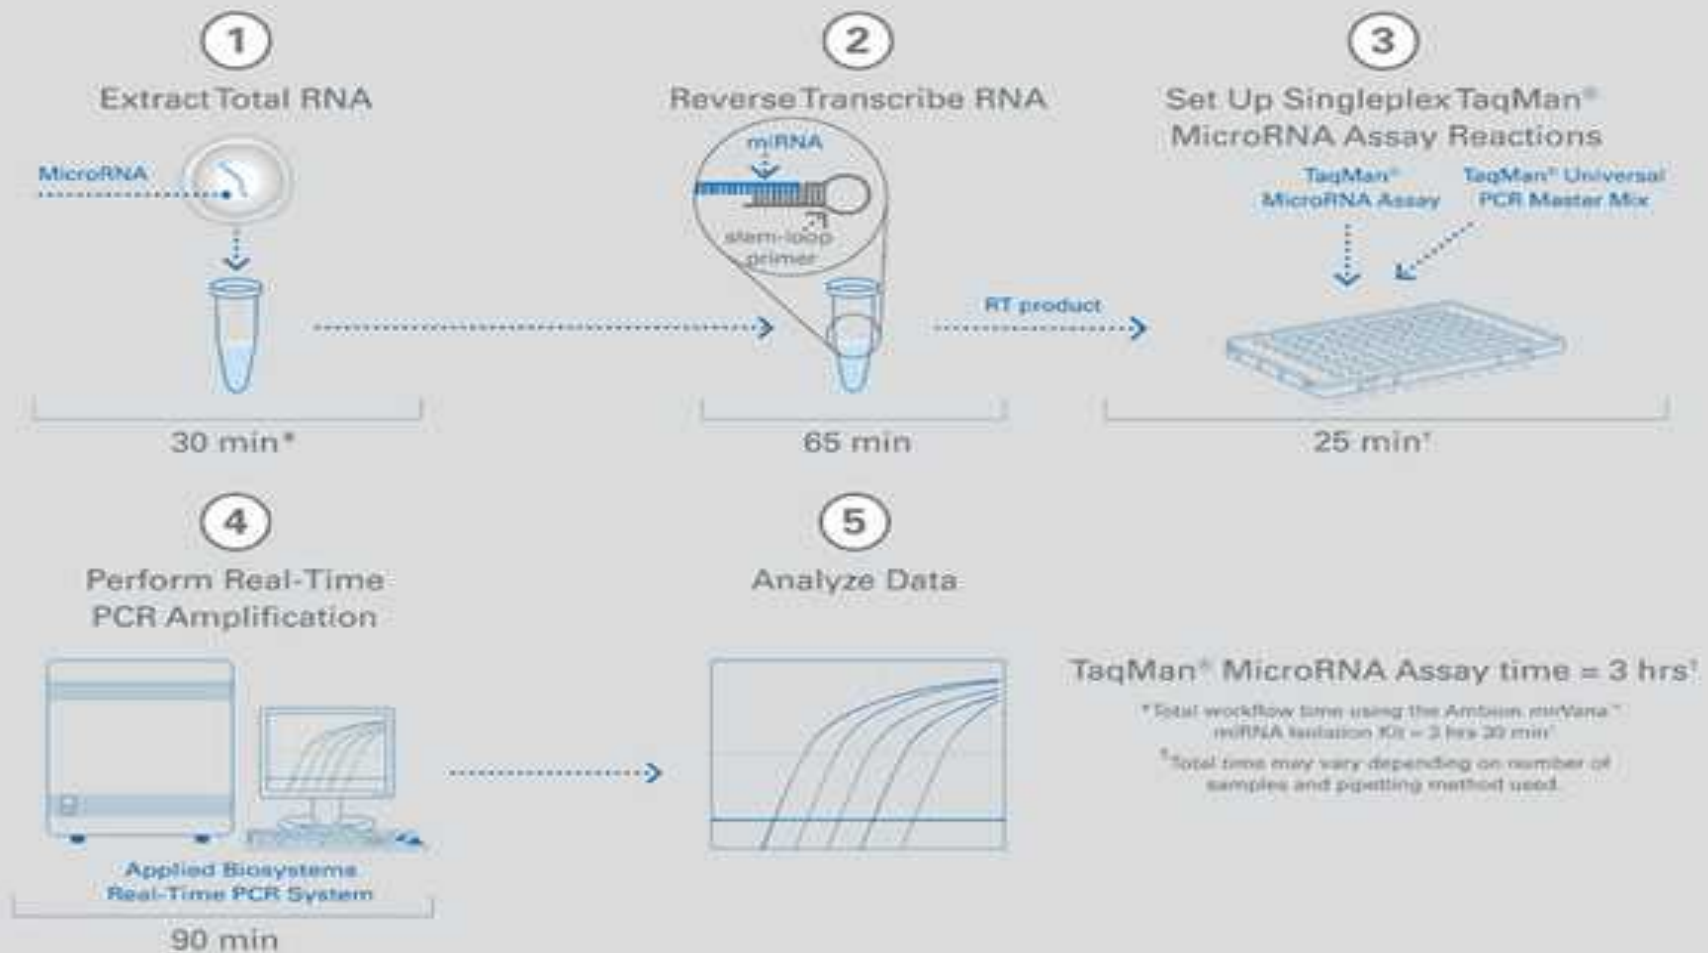 1
Extract Total RNA
MicroRNA
30 min*
2
Reverse Transcribe RNA
miRNA
stem-loop
primer
65 min
RT product
3
Set Up Singleplex TaqMan®
MicroRNA Assay Reactions
TaqMan®
MicroRNA Assay
TaqMan® Universal
PCR Master Mix
25 min†
4
Perform Real-Time
PCR Amplification
Applied Biosystems
Real-Time PCR System
90 min
5
Analyze Data
TaqMan® MicroRNA Assay time = 3 hrs†
*Total workflow time using the Ambion mirVana™
miRNA Isolation Kit = 3 hrs 30 min†
†Total time may vary depending on number of
samples and pipetting method used.